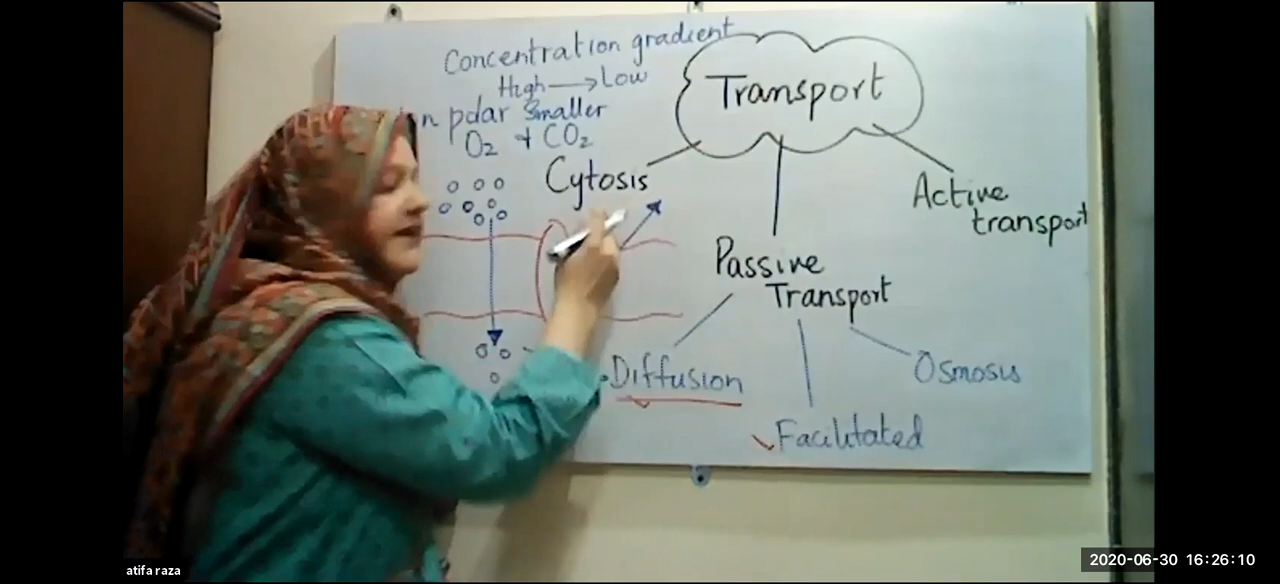 Concentration gradient
High → Low
n polar smaller
O₂ + CO₂
Transport
Cytosis
Active
transport
Passive
Transport
Diffusion
Osmosis
Facilitated
atifa raza
2020-06-30 16:26:10